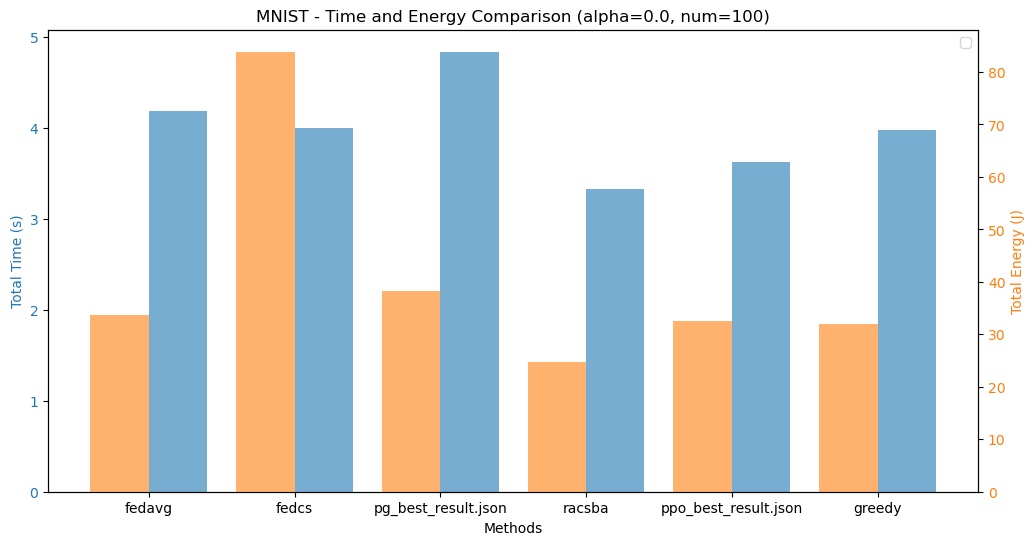 MNIST - Time and Energy Comparison (alpha=0.0, num=100)
Total Time (s)
5
4
3
2
1
0
80
70
60
50
40
30
20
10
0
Total Energy (J)
fedavg
fedcs
pg_best_result.json
racsba
ppo_best_result.json
greedy
Methods